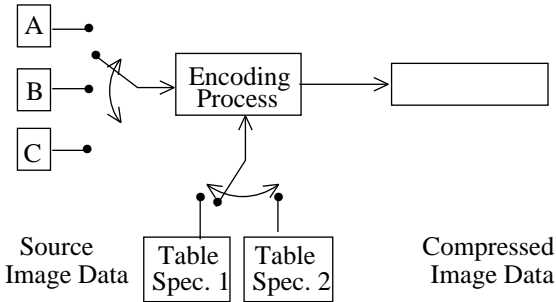 A
B
C
Encoding
Process
Source
Image Data
Table
Spec. 1
Table
Spec. 2
Compressed
Image Data